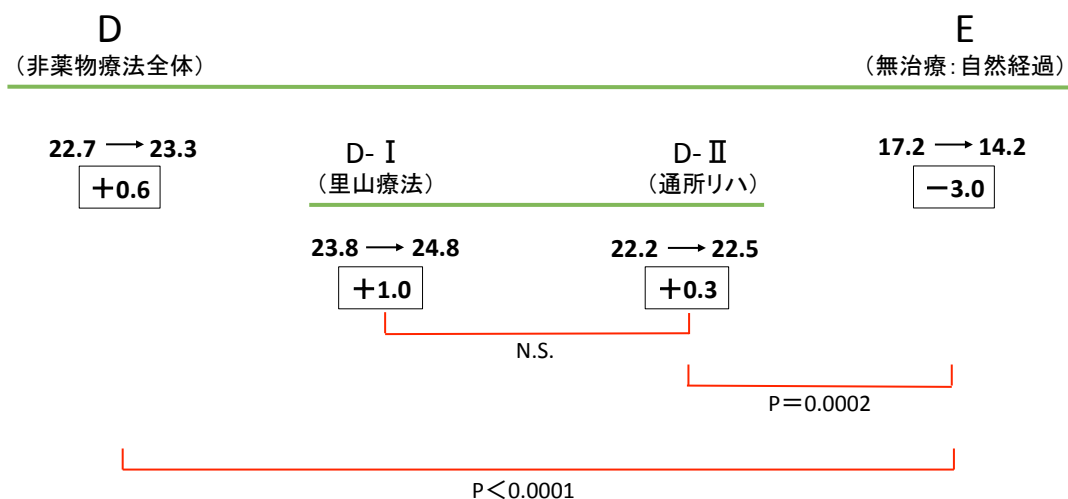 D
(非薬物療法全体)
E
(無治療:自然経過)
22.7 → 23.3
+0.6
D-Ⅰ
(里山療法)
D-Ⅱ
(通所リハ)
17.2 → 14.2
-3.0
23.8 → 24.8
+1.0
22.2 → 22.5
+0.3
N.S.
P=0.0002
P<0.0001